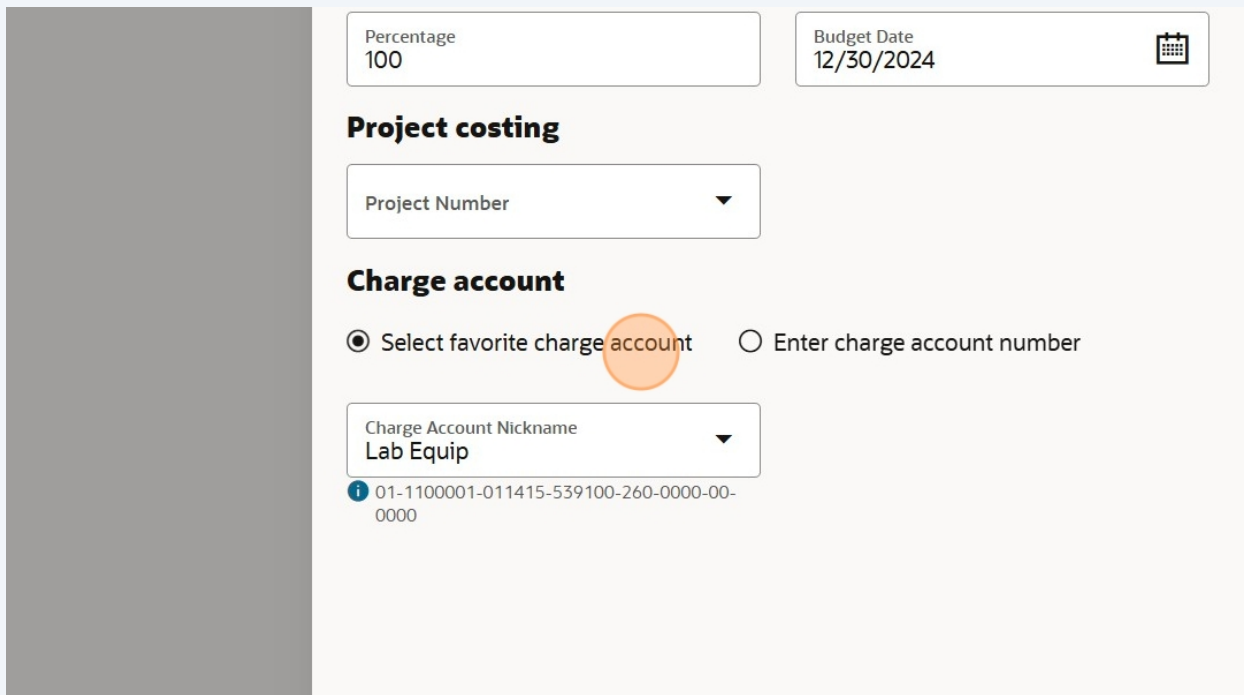 Percentage
100
Budget Date
12/30/2024
Project costing
Project Number
Charge account
Select favorite charge account
Enter charge account number
Charge Account Nickname
Lab Equip
01-1100001-011415-539100-260-0000-00-
0000